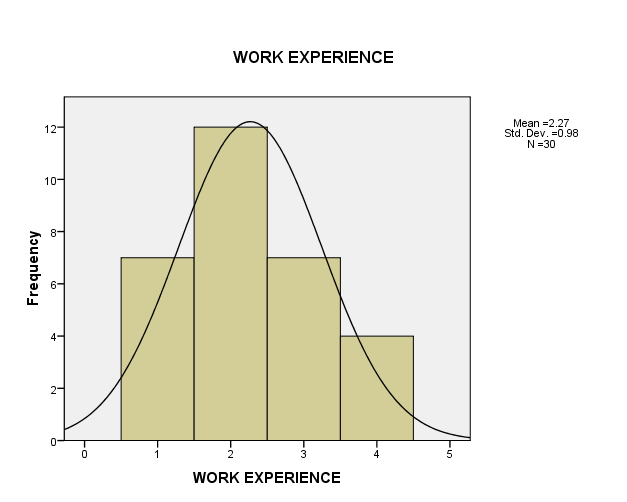 WORK EXPERIENCE
Mean =2.27
Std. Dev. =0.98
N =30
Frequency
12
10
8
6
4
2
0
0 1 2 3 4 5
WORK EXPERIENCE